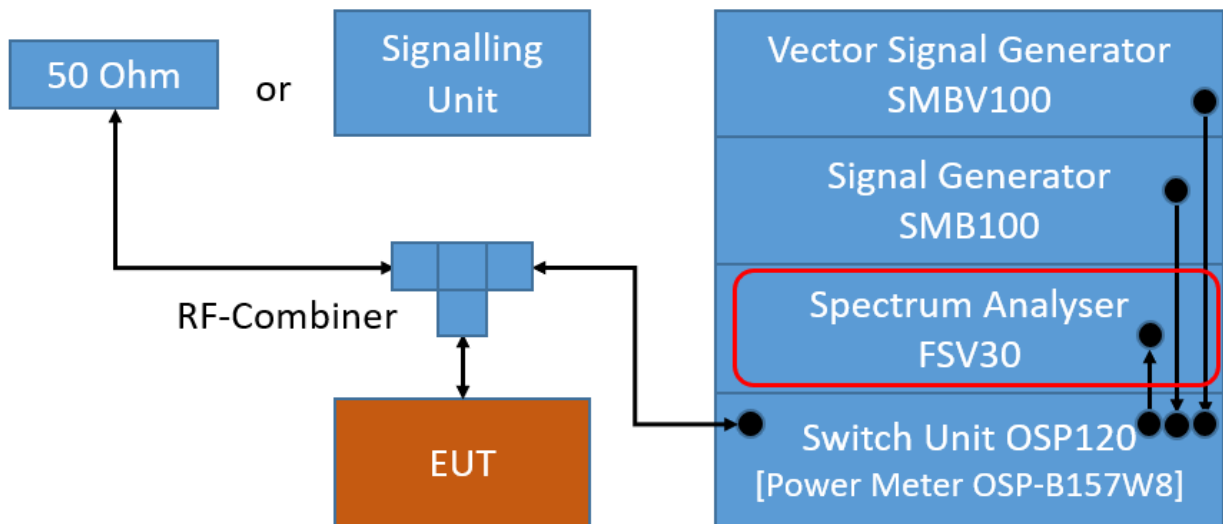 50 Ohm
or
Signalling
Unit
Vector Signal Generator
SMBV100
Signal Generator
SMB100
RF-Combiner
Spectrum Analyser
FSV30
EUT
Switch Unit OSP120
[Power Meter OSP-B157W8]